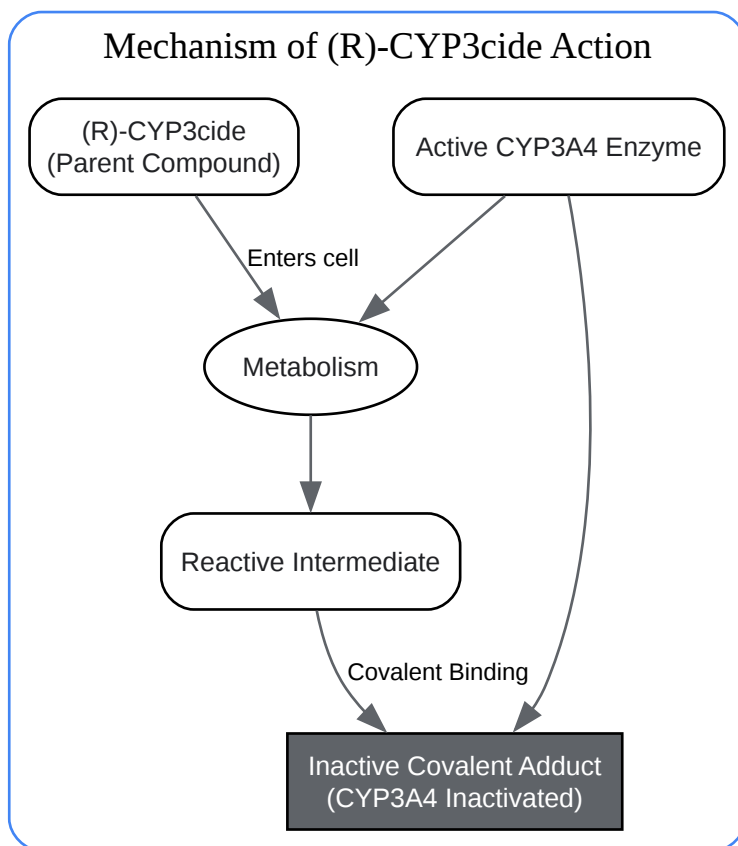 Mechanism of (R)-CYP3cide Action
(R)-CYP3cide
(Parent Compound)
Active CYP3A4 Enzyme
Enters cell
Metabolism
Reactive Intermediate
Covalent Binding
Inactive Covalent Adduct
(CYP3A4 Inactivated)